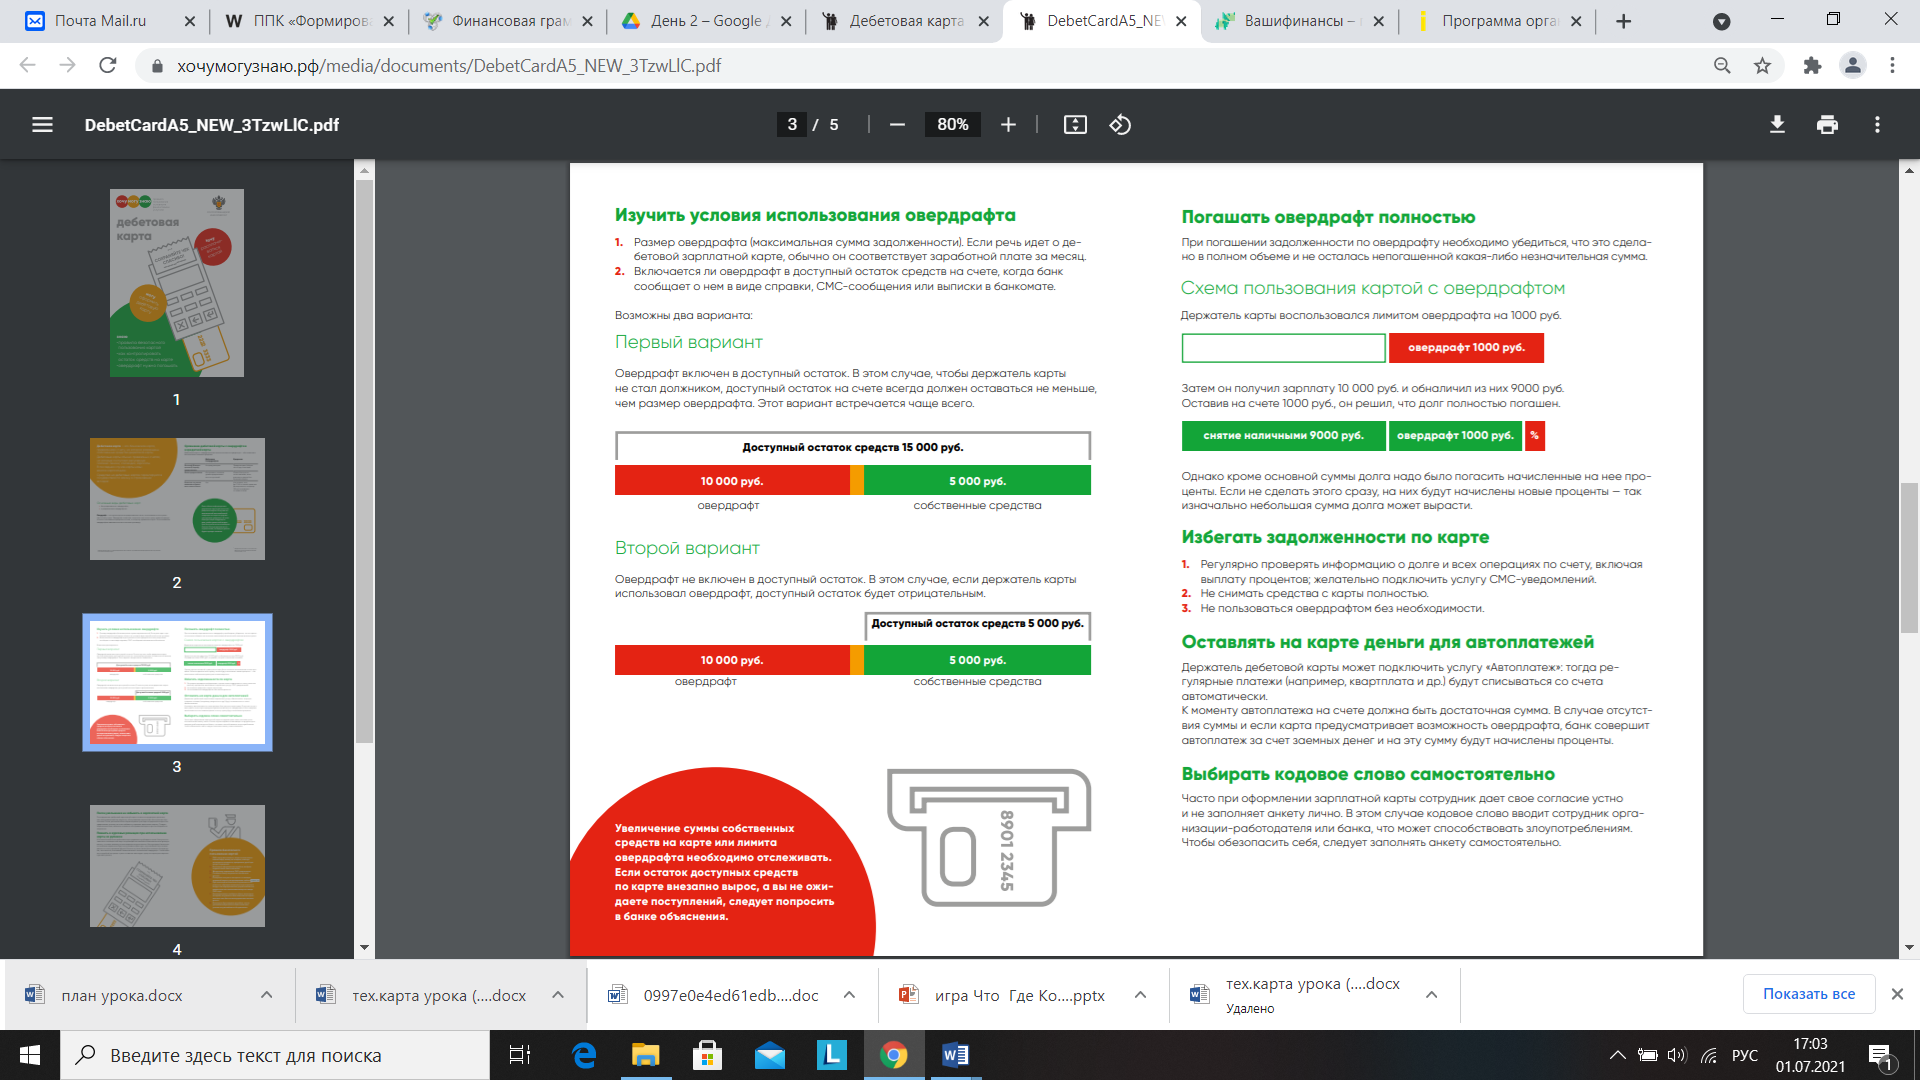 Почта Mail.ru
ППК «Формирова
Финансовая грам
День 2 – Google
Дебетовая карта
DebetCardA5_NE
Вашифинансы –
Программа орга
хочумогузнаю.рф/media/documents/DebetCardA5_NEW_3TzwLlC.pdf
DebetCardA5_NEW_3TzwLlC.pdf
3 / 5
80%
дебетовая
карта
1
2
3
4
Изучить условия использования овердрафта
1. Размер овердрафта (максимальная сумма задолженности). Если речь идет о де-
бетовой зарплатной карте, обычно он соответствует заработной плате за месяц.
2. Включается ли овердрафт в доступный остаток средств на счете, когда банк
сообщает о нем в виде справки, СМС-сообщения или выписки в банкомате.
Возможны два варианта:
Первый вариант
Овердрафт включен в доступный остаток. В этом случае, чтобы держатель карты
не стал должником, доступный остаток на счете всегда должен оставаться не меньше,
чем размер овердрафта. Этот вариант встречается чаще всего.
Доступный остаток средств 15 000 руб.
10 000 руб.
5 000 руб.
овердрафт
собственные средства
Второй вариант
Овердрафт не включен в доступный остаток. В этом случае, если держатель карты
использовал овердрафт, доступный остаток будет отрицательным.
Доступный остаток средств 5 000 руб.
10 000 руб.
5 000 руб.
овердрафт
собственные средства
Увеличение суммы собственных
средств на карте или лимита
овердрафта необходимо отслеживать.
Если остаток доступных средств
по карте внезапно вырос, а вы не ожи-
даете поступлений, следует попросить
в банке объяснения.
8901 2345
Погашать овердрафт полностью
При погашении задолженности по овердрафту необходимо убедиться, что это сдела-
но в полном объеме и не осталась непогашенной какая-либо незначительная сумма.
Схема пользования картой с овердрафтом
Держатель карты воспользовался лимитом овердрафта на 1000 руб.
овердрафт 1000 руб.
Затем он получил зарплату 10 000 руб. и обналичил из них 9000 руб.
Оставив на счете 1000 руб., он решил, что долг полностью погашен.
снятие наличными 9000 руб.
овердрафт 1000 руб.
%
Однако кроме основной суммы долга надо было погасить начисленные на нее про-
центы. Если не сделать этого сразу, на них будут начислены новые проценты — так
изначально небольшая сумма долга может вырасти.
Избегать задолженности по карте
1. Регулярно проверять информацию о долге и всех операциях по счету, включая
выплату процентов; желательно подключить услугу СМС-уведомлений.
2. Не снимать средства с карты полностью.
3. Не пользоваться овердрафтом без необходимости.
Оставлять на карте деньги для автоплатежей
Держатель дебетовой карты может подключить услугу «Автоплатеж»: тогда ре-
гулярные платежи (например, квартплата и др.) будут списываться со счета
автоматически.
К моменту автоплатежа на счете должна быть достаточная сумма. В случае отсутст-
вия суммы и если карта предусматривает возможность овердрафта, банк совершит
автоплатеж за счет заемных денег и на эту сумму будут начислены проценты.
Выбирать кодовое слово самостоятельно
Часто при оформлении зарплатной карты сотрудник дает свое согласие устно
и не заполняет анкету лично. В этом случае кодовое слово вводит сотрудник орга-
низации-работодателя или банка, что может способствовать злоупотреблениям.
Чтобы обезопасить себя, следует заполнять анкету самостоятельно.
план урока.docx
тех.карта урока (....docx
0997e0e4ed61edb....doc
игра Что Где Ко....pptx
тех.карта урока (....docx
Удалено
Показать все
Введите здесь текст для поиска
РУС
17:03
01.07.2021
1